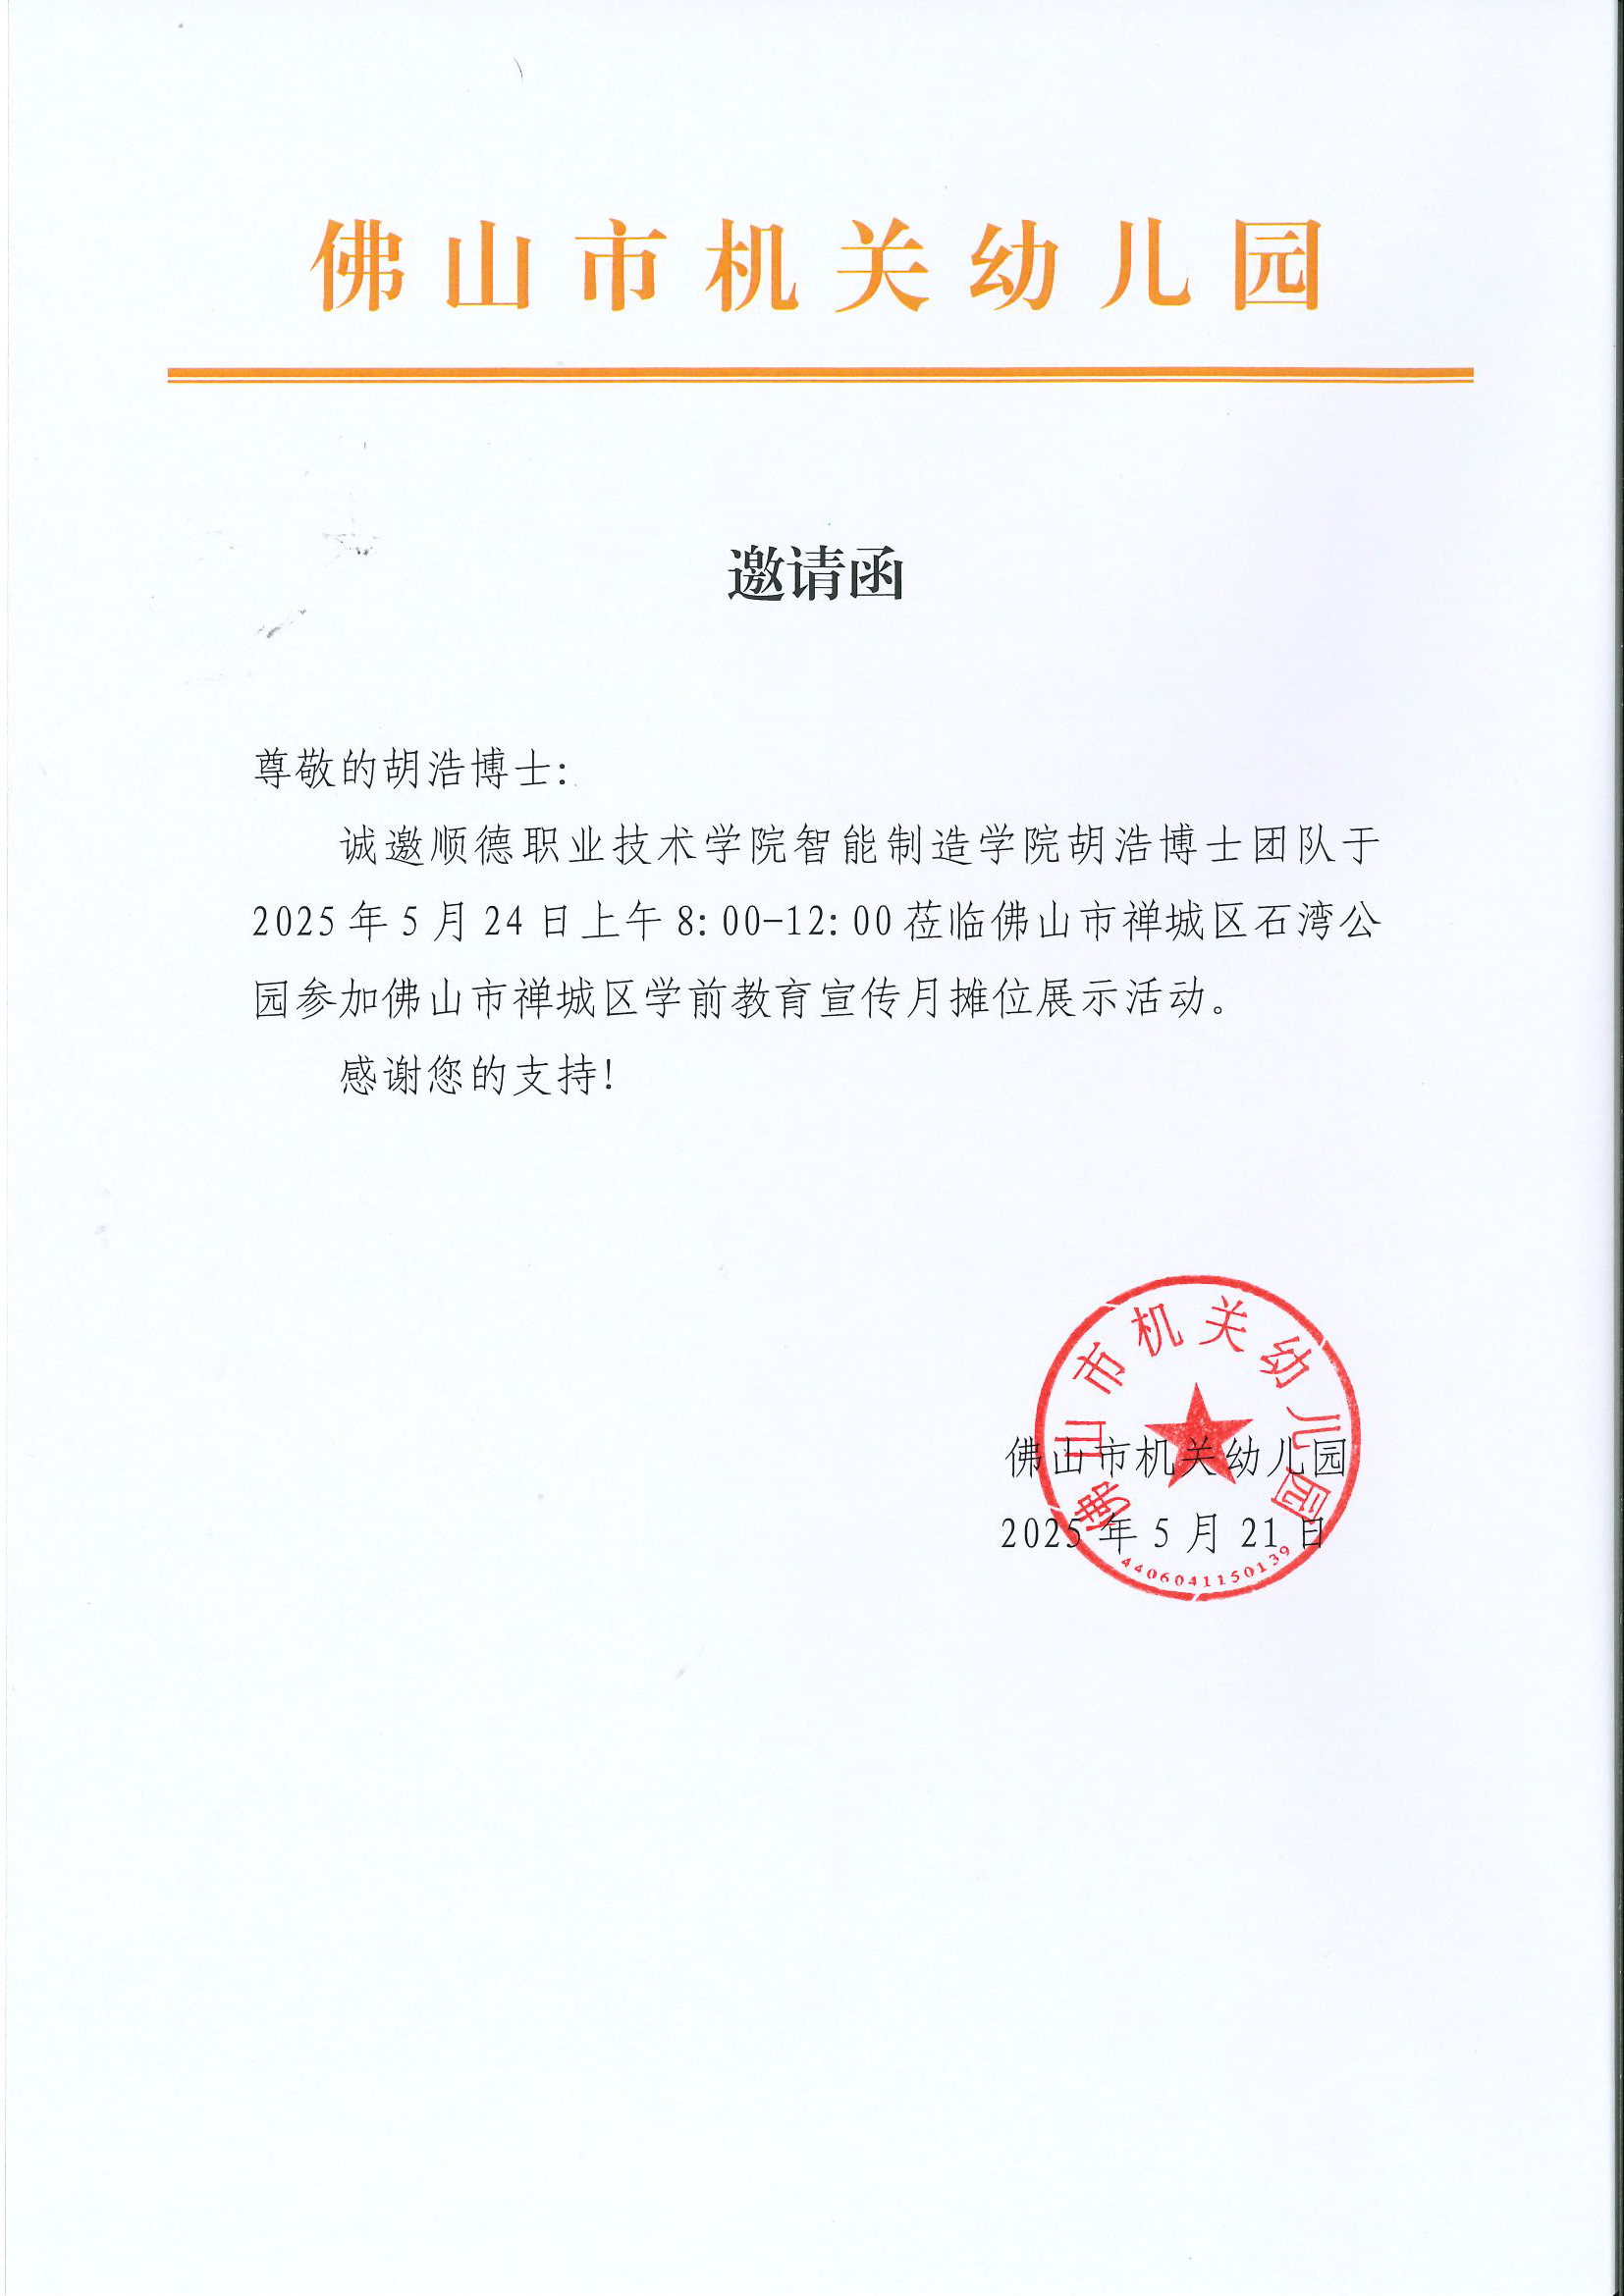 佛山市机关幼儿园
邀请函
尊敬的胡浩博士:
诚邀顺德职业技术学院智能制造学院胡浩博士团队于
2025年5月24日上午8:00-12:00莅临佛山市禅城区石湾公
园参加佛山市禅城区学前教育宣传月摊位展示活动。
感谢您的支持!
佛山市机关幼儿园
佛山市机关幼儿园
2025年5月21日
4406041150139